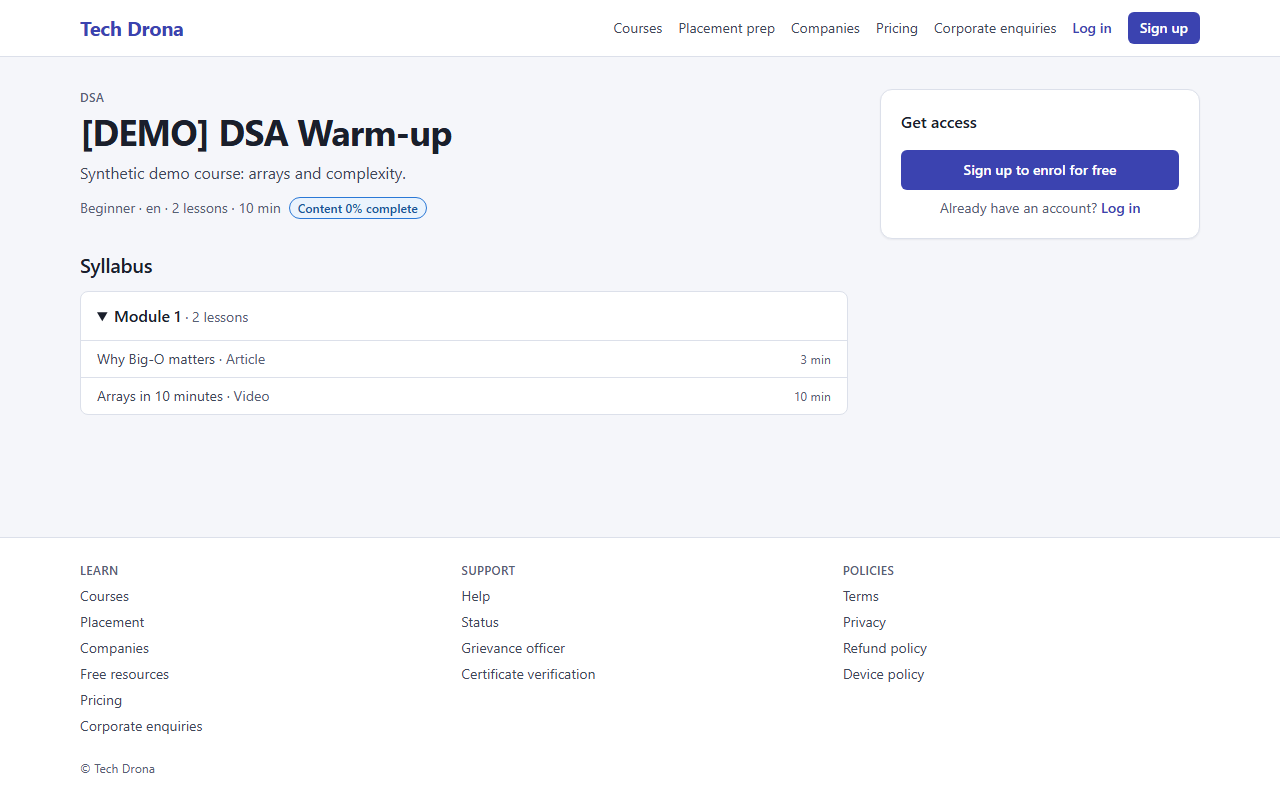 Tech Drona
Courses Placement prep Companies Pricing Corporate enquiries Log in Sign up
DSA
[DEMO] DSA Warm-up
Synthetic demo course: arrays and complexity.
Beginner · en · 2 lessons · 10 min Content 0% complete
Get access
Sign up to enrol for free
Already have an account? Log in
Syllabus
▼ Module 1 · 2 lessons
Why Big-O matters · Article 3 min
Arrays in 10 minutes · Video 10 min
LEARN
Courses
Placement
Companies
Free resources
Pricing
Corporate enquiries
SUPPORT
Help
Status
Grievance officer
Certificate verification
POLICIES
Terms
Privacy
Refund policy
Device policy
© Tech Drona